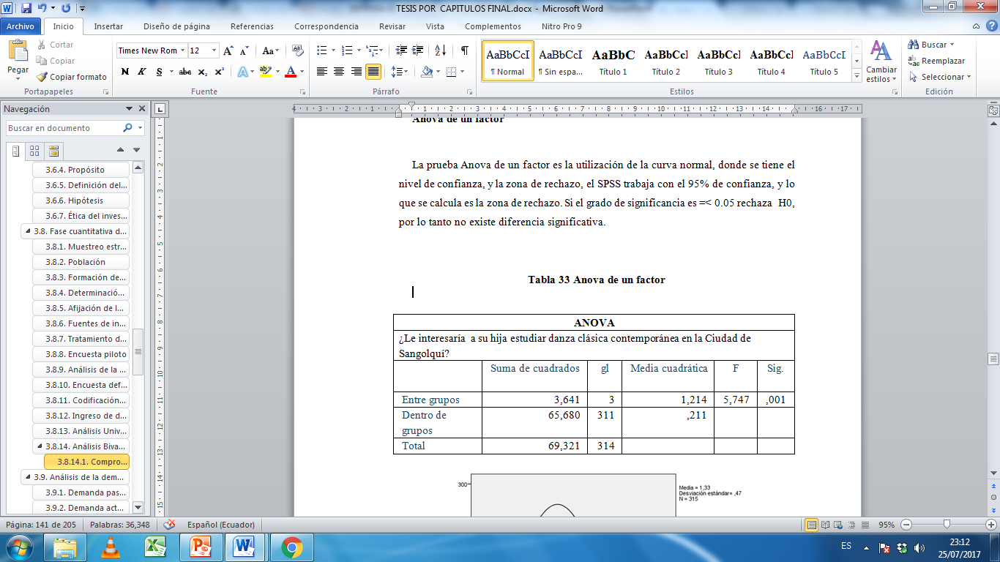 TESIS POR  CAPITULOS FINAL.docx  -  Microsoft Word
Archivo Inicio Insertar Diseño de página Referencias Correspondencia Revisar Vista Complementos Nitro Pro 9
Pegar
Cortar
Copiar
Copiar formato
Portapapeles
Times New Rom 12
N K S abc x₂ x²
Fuente
Párrafo
AaBbCcI AaBbCcI AaBbC AaBbCcI AaBbCcI AaBbCcI AaBbCcI
¶ Normal ¶ Sin espa... Título 1 Título 2 Título 3 Título 4 Título 5
Cambiar estilos
Estilos
Buscar
Reemplazar
Seleccionar
Edición
Navegación
Buscar en documento
3.6.4. Propósito
3.6.5. Definición del...
3.6.6. Hipótesis
3.6.7. Ética del inves...
3.8. Fase cuantitativa d...
3.8.1. Muestreo estr...
3.8.2. Población
3.8.3. Formación de...
3.8.4. Determinació...
3.8.5. Afijación de l...
3.8.6. Fuentes de in...
3.8.7. Tratamiento d...
3.8.8. Encuesta piloto
3.8.9. Análisis de la ...
3.8.10. Encuesta def...
3.8.11. Codificación...
3.8.12. Ingreso de d...
3.8.13. Análisis Univ...
3.8.14. Análisis Biva...
3.8.14.1. Compro...
3.9. Análisis de la dem...
3.9.1. Demanda pas...
3.9.2. Demanda act...
Anova de un factor
La prueba Anova de un factor es la utilización de la curva normal, donde se tiene el
nivel de confianza, y la zona de rechazo, el SPSS trabaja con el 95% de confianza, y lo
que se calcula es la zona de rechazo. Si el grado de significancia es =< 0.05 rechaza  H0,
por lo tanto no existe diferencia significativa.
Tabla 33 Anova de un factor
ANOVA
¿Le interesaría  a su hija estudiar danza clásica contemporánea en la Ciudad de
Sangolquí?
Suma de cuadrados gl Media cuadrática F Sig.
Entre grupos 3,641 3 1,214 5,747 ,001
Dentro de grupos 65,680 311 ,211
Total 69,321 314
300
Media = 1,33
Desviación estándar= ,47
N = 315
Página: 141 de 205 Palabras: 36,348 Español (Ecuador) 95%
ES
23:12
25/07/2017